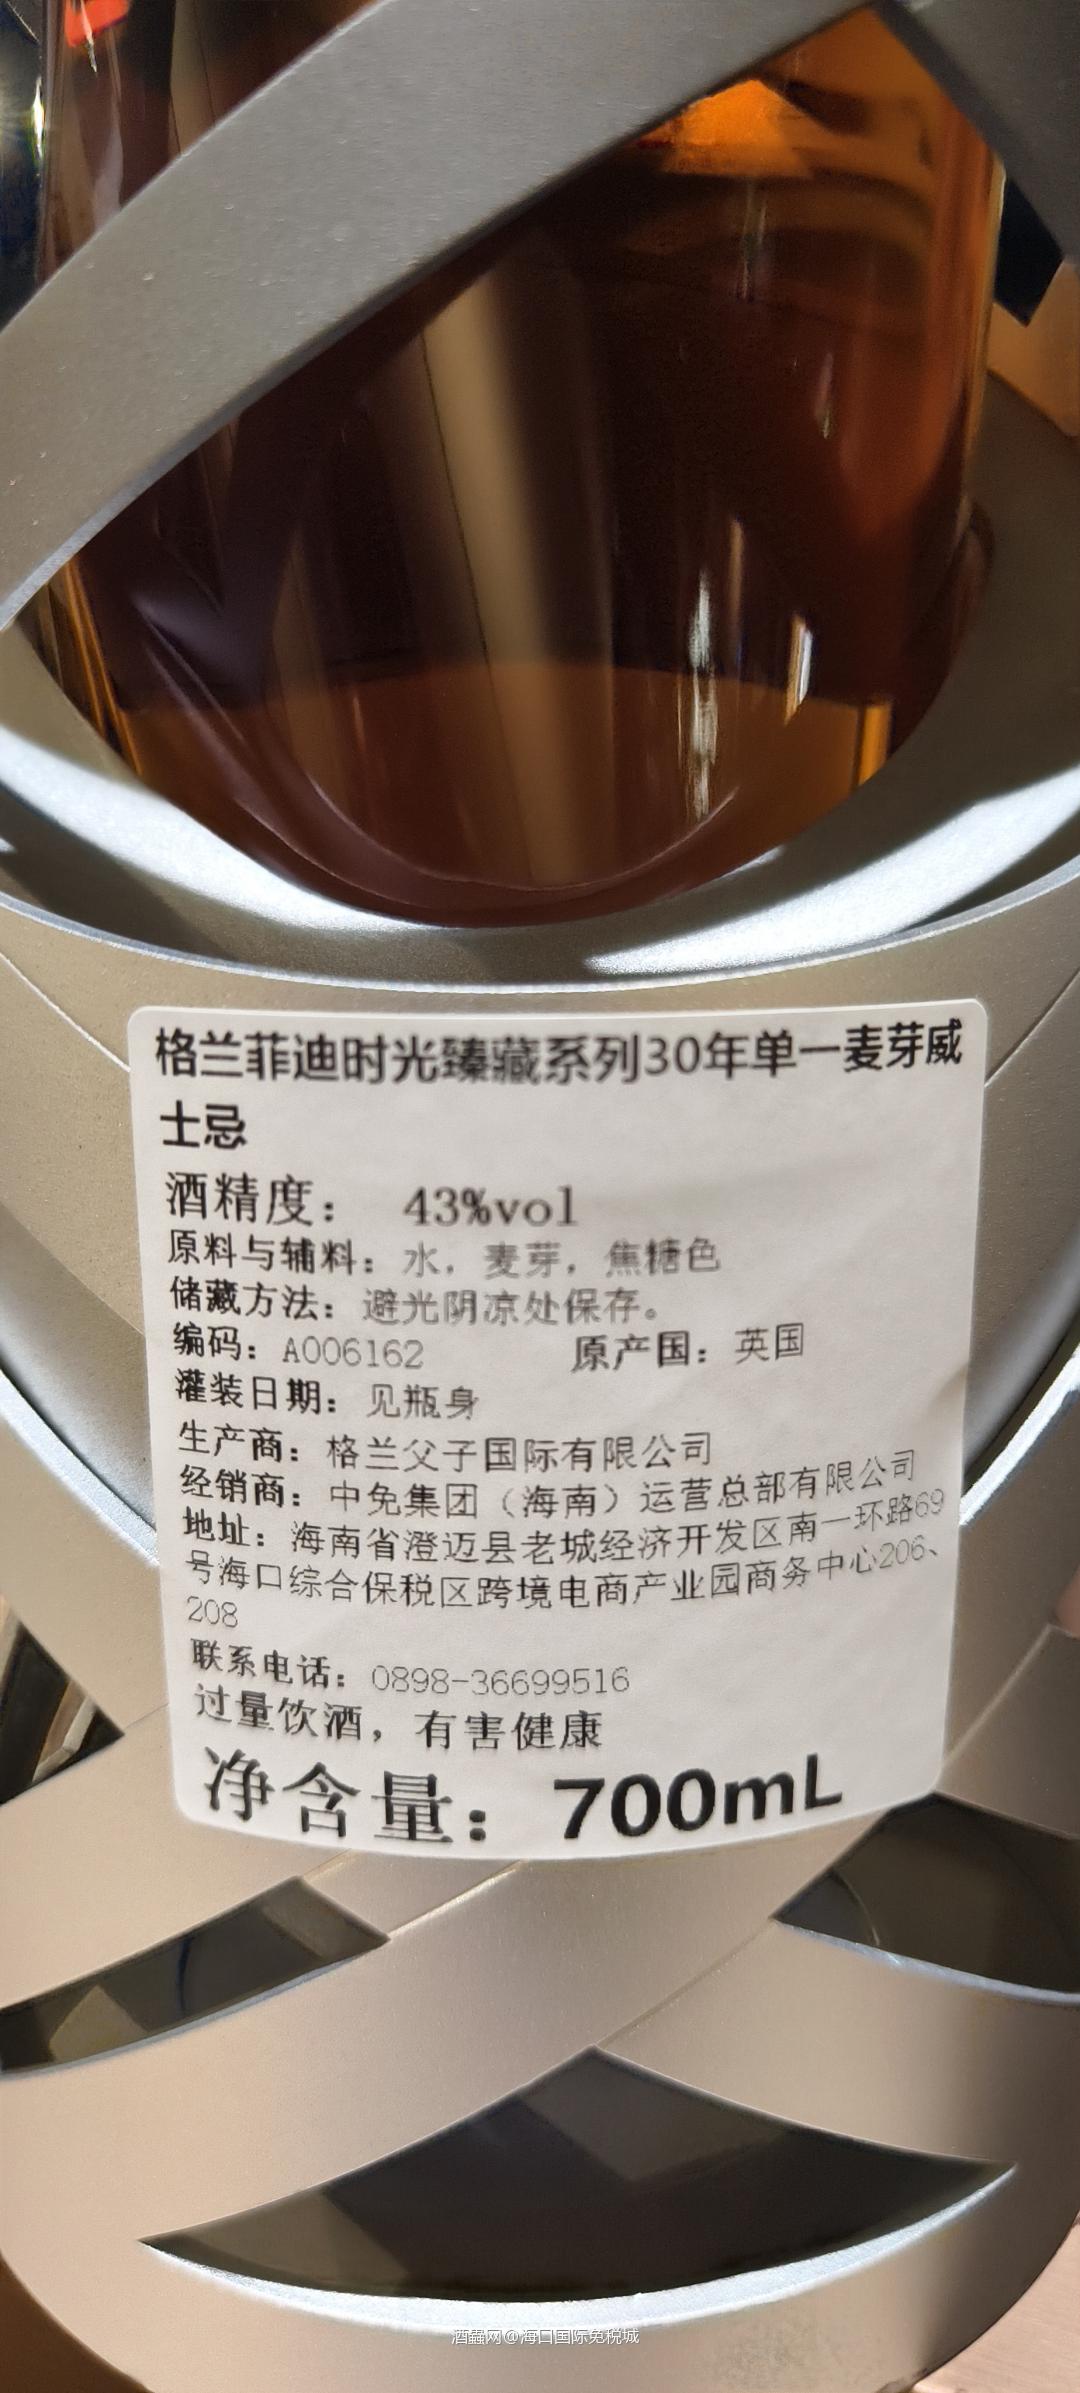 格兰菲迪时光臻藏系列30年单一麦芽威
士忌
酒精度： 43%vol
原料与辅料：水，麦芽，焦糖色
储藏方法：避光阴凉处保存。
编码：A006162 原产国：英国
灌装日期：见瓶身
生产商：格兰父子国际有限公司
经销商：中免集团（海南）运营总部有限公司
地址：海南省澄迈县老城经济开发区南一环路69
号海口综合保税区跨境电商产业园商务中心206、
208
联系电话：0898-36699516
过量饮酒，有害健康
净含量：700mL
酒蟲网@海口国际免税城